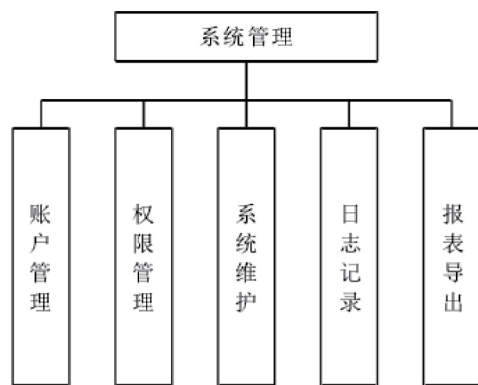 系统管理
账户管理
权限管理
系统维护
日志记录
报表导出